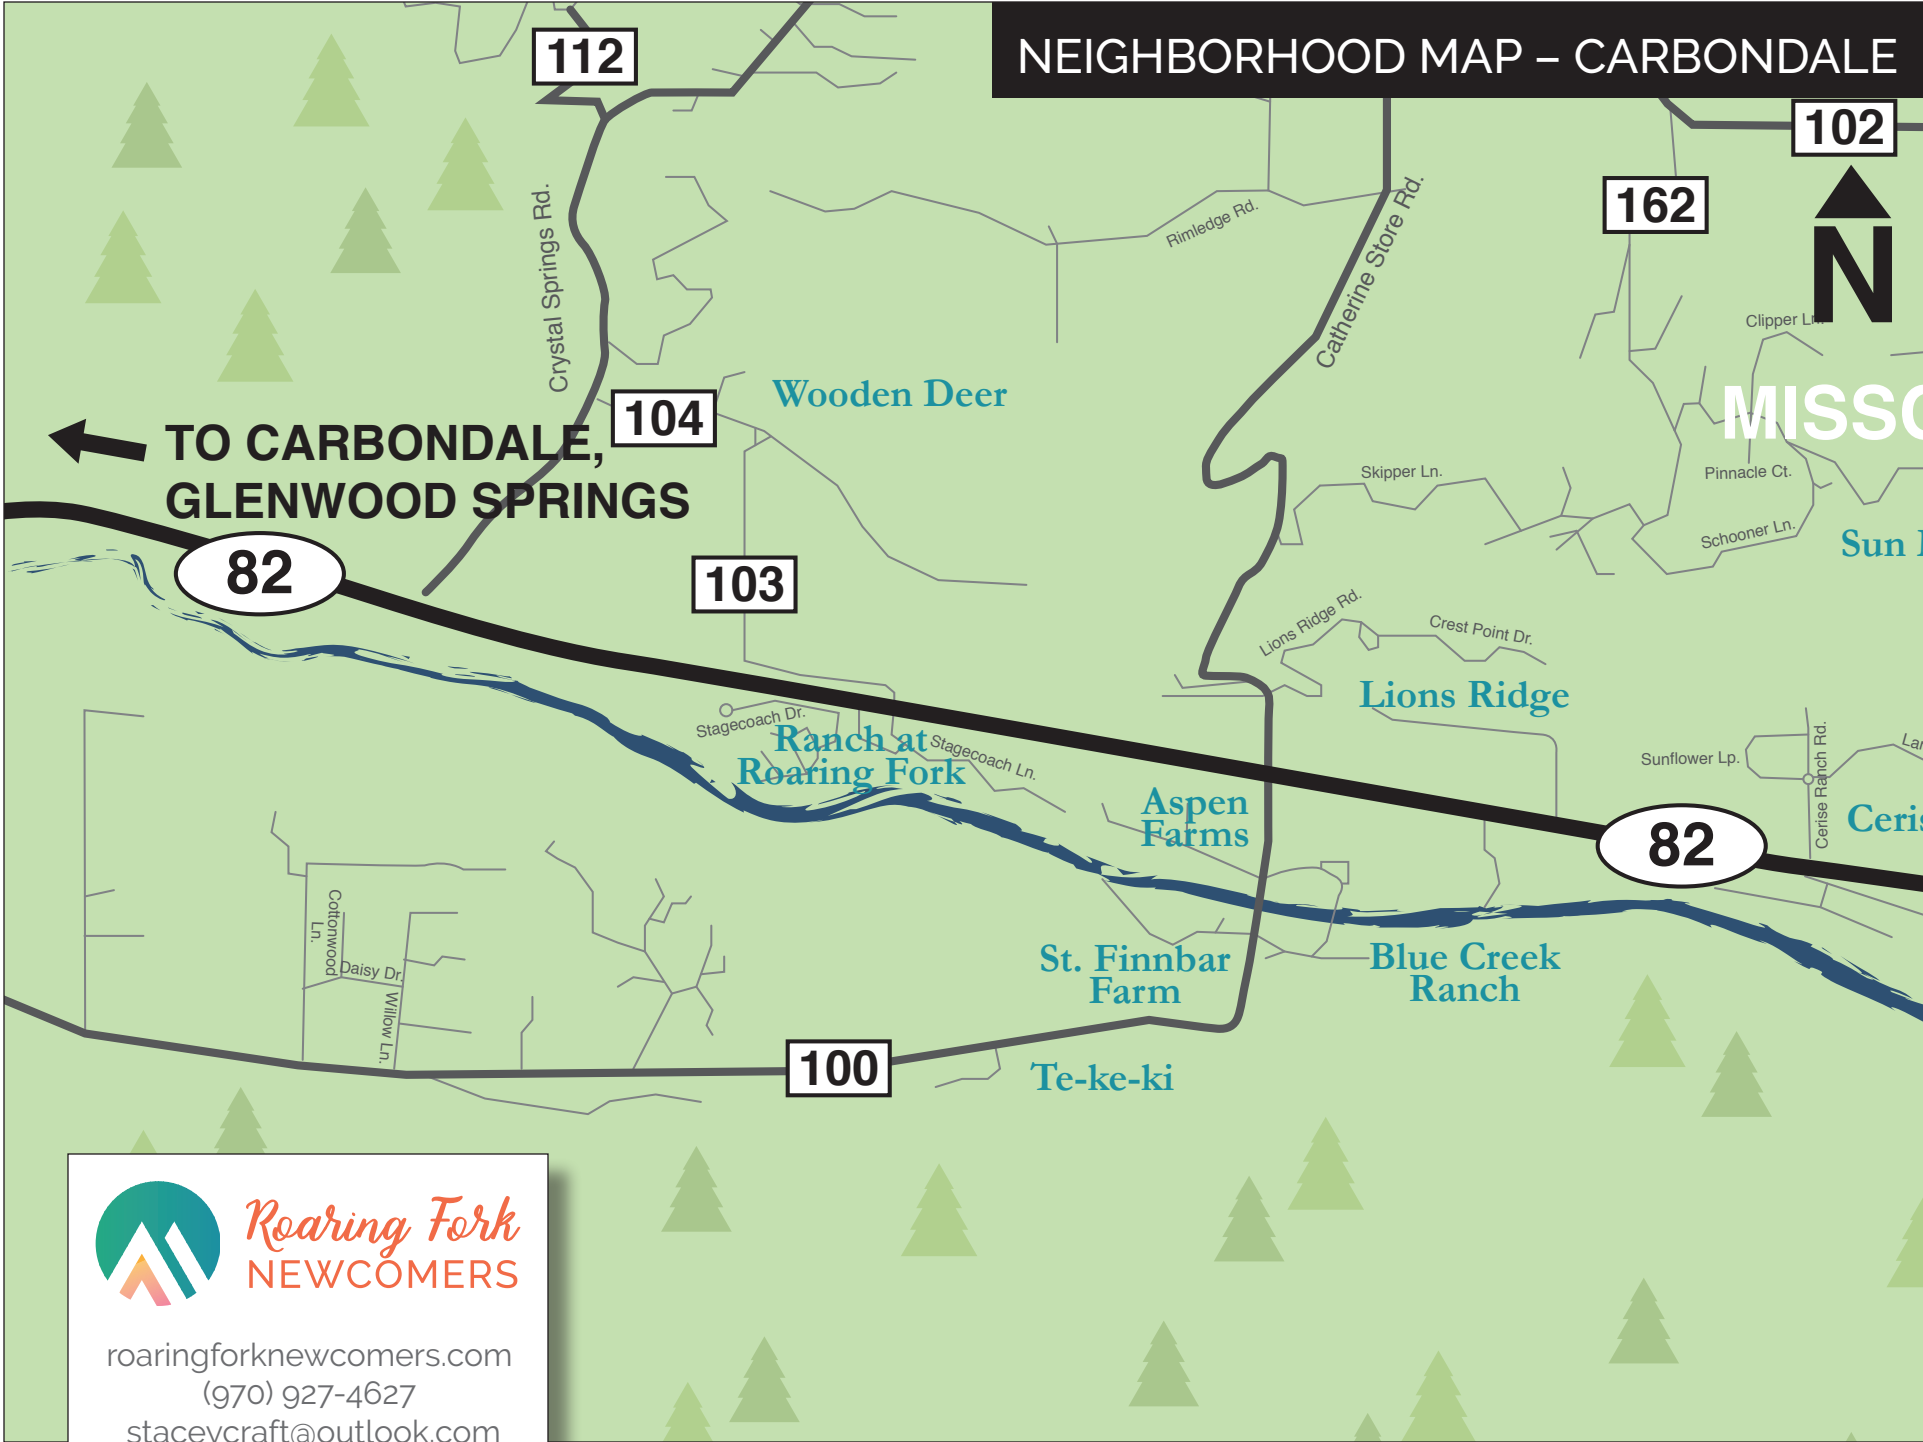 NEIGHBORHOOD MAP – CARBONDALE
112
102
162
N
Crystal Springs Rd.
Rimledge Rd.
Catherine Store Rd.
Clipper Ln.
104
Wooden Deer
TO CARBONDALE,
GLENWOOD SPRINGS
Skipper Ln.
Pinnacle Ct.
Schooner Ln.
Sun
82
103
Lions Ridge Rd.
Crest Point Dr.
Lions Ridge
Stagecoach Dr.
Ranch at
Roaring Fork
Stagecoach Ln.
Sunflower Lp.
Cerise Ranch Rd.
Aspen
Farms
82
Cottonwood
Ln.
Daisy Dr.
Willow Ln.
St. Finnbar
Farm
Blue Creek
Ranch
100
Te-ke-ki
Roaring Fork
NEWCOMERS
roaringforknewcomers.com
(970) 927-4627
staceycraft@outlook.com